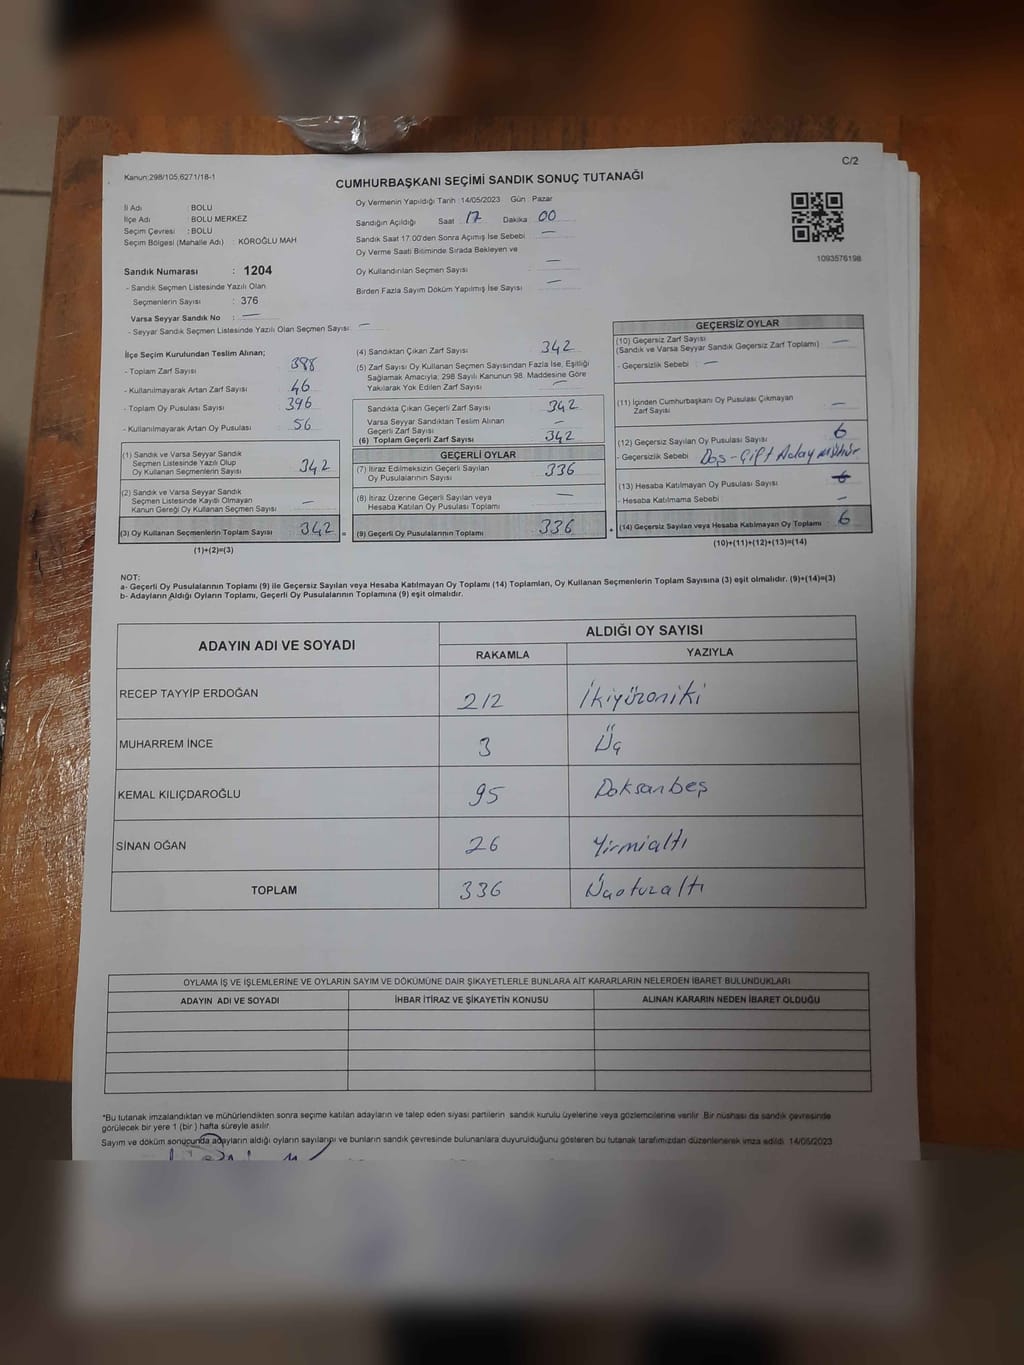 C/2
Kanun:298/105,6271/18-1
CUMHURBAŞKANI SEÇİMİ SANDIK SONUÇ TUTANAĞI
İl Adı : BOLU
İlçe Adı : BOLU MERKEZ
Seçim Çevresi : BOLU
Seçim Bölgesi (Mahalle Adı) : KÖROĞLU MAH
Sandık Numarası : 1204
- Sandık Seçmen Listesinde Yazılı Olan
Seçmenlerin Sayısı : 376
Varsa Seyyar Sandık No : —
- Seyyar Sandık Seçmen Listesinde Yazılı Olan Seçmen Sayısı : —
Oy Vermenin Yapıldığı Tarih :14/05/2023 Gün : Pazar
Sandığın Açıldığı Saat : 17 Dakika : 00
Sandık Saat 17:00'den Sonra Açımış İse Sebebi : —
Oy Verme Saati Bitiminde Sırada Bekleyen ve
Oy Kullandırılan Seçmen Sayısı : —
Birden Fazla Sayım Döküm Yapılmış İse Sayısı : —
1093576198
İlçe Seçim Kurulundan Teslim Alınan;
- Toplam Zarf Sayısı : 388
- Kullanılmayarak Artan Zarf Sayısı : 46
- Toplam Oy Pusulası Sayısı : 396
- Kullanılmayarak Artan Oy Pusulası : 56
(1) Sandık ve Varsa Seyyar Sandık
Seçmen Listesinde Yazılı Olup
Oy Kullanan Seçmenlerin Sayısı : 342
(2) Sandık ve Varsa Seyyar Sandık
Seçmen Listesinde Kayıtlı Olmayan
Kanun Gereği Oy Kullanan Seçmen Sayısı : —
(3) Oy Kullanan Seçmenlerin Toplam Sayısı : 342
(1)+(2)=(3)
(4) Sandıktan Çıkan Zarf Sayısı : 342
(5) Zarf Sayısı Oy Kullanan Seçmen Sayısından Fazla İse, Eşitliği
Sağlamak Amacıyla; 298 Sayılı Kanunun 98. Maddesine Göre
Yakılarak Yok Edilen Zarf Sayısı : —
Sandıkta Çıkan Geçerli Zarf Sayısı : 342
Varsa Seyyar Sandıktan Teslim Alınan
Geçerli Zarf Sayısı : —
(6) Toplam Geçerli Zarf Sayısı : 342
GEÇERLİ OYLAR
(7) İtiraz Edilmeksizin Geçerli Sayılan
Oy Pusulalarının Sayısı : 336
(8) İtiraz Üzerine Geçerli Sayılan veya
Hesaba Katılan Oy Pusulası Toplamı : —
= (9) Geçerli Oy Pusulalarının Toplamı : 336
GEÇERSİZ OYLAR
(10) Geçersiz Zarf Sayısı
(Sandık ve Varsa Seyyar Sandık Geçersiz Zarf Toplamı) : —
- Geçersizlik Sebebi : —
(11) İçinden Cumhurbaşkanı Oy Pusulası Çıkmayan
Zarf Sayısı : —
(12) Geçersiz Sayılan Oy Pusulası Sayısı : 6
- Geçersizlik Sebebi : Boş - Çift Aday mühür
(13) Hesaba Katılmayan Oy Pusulası Sayısı : 6
- Hesaba Katılmama Sebebi : —
+ (14) Geçersiz Sayılan veya Hesaba Katılmayan Oy Toplamı : 6
(10)+(11)+(12)+(13)=(14)
NOT:
a- Geçerli Oy Pusulalarının Toplamı (9) ile Geçersiz Sayılan veya Hesaba Katılmayan Oy Toplamı (14) Toplamları, Oy Kullanan Seçmenlerin Toplam Sayısına (3) eşit olmalıdır. (9)+(14)=(3)
b- Adayların Aldığı Oyların Toplamı, Geçerli Oy Pusulalarının Toplamına (9) eşit olmalıdır.
ADAYIN ADI VE SOYADI
ALDIĞI OY SAYISI
RAKAMLA YAZIYLA
RECEP TAYYİP ERDOĞAN 212 İkiyüzoniki
MUHARREM İNCE 3 Üç
KEMAL KILIÇDAROĞLU 95 Doksanbeş
SİNAN OĞAN 26 Yirmialtı
TOPLAM 336 Üçotuzaltı
OYLAMA İŞ VE İŞLEMLERİNE VE OYLARIN SAYIM VE DÖKÜMÜNE DAİR ŞİKAYETLERLE BUNLARA AİT KARARLARIN NELERDEN İBARET BULUNDUKLARI
ADAYIN ADI VE SOYADI İHBAR İTİRAZ VE ŞİKAYETİN KONUSU ALINAN KARARIN NEDEN İBARET OLDUĞU
*Bu tutanak imzalandıktan ve mühürlendikten sonra seçime katılan adayların ve talep eden siyasi partilerin sandık kurulu üyelerine veya gözlemcilerine verilir .Bir nüshası da sandık çevresinde
görülecek bir yere 1 (bir ) hafta süreyle asılır.
Sayım ve döküm sonuçunda adayların aldığı oyların sayılarını ve bunların sandık çevresinde bulunanlara duyurulduğunu gösteren bu tutanak tarafımızdan düzenlenerek imza edildi. 14/05/2023